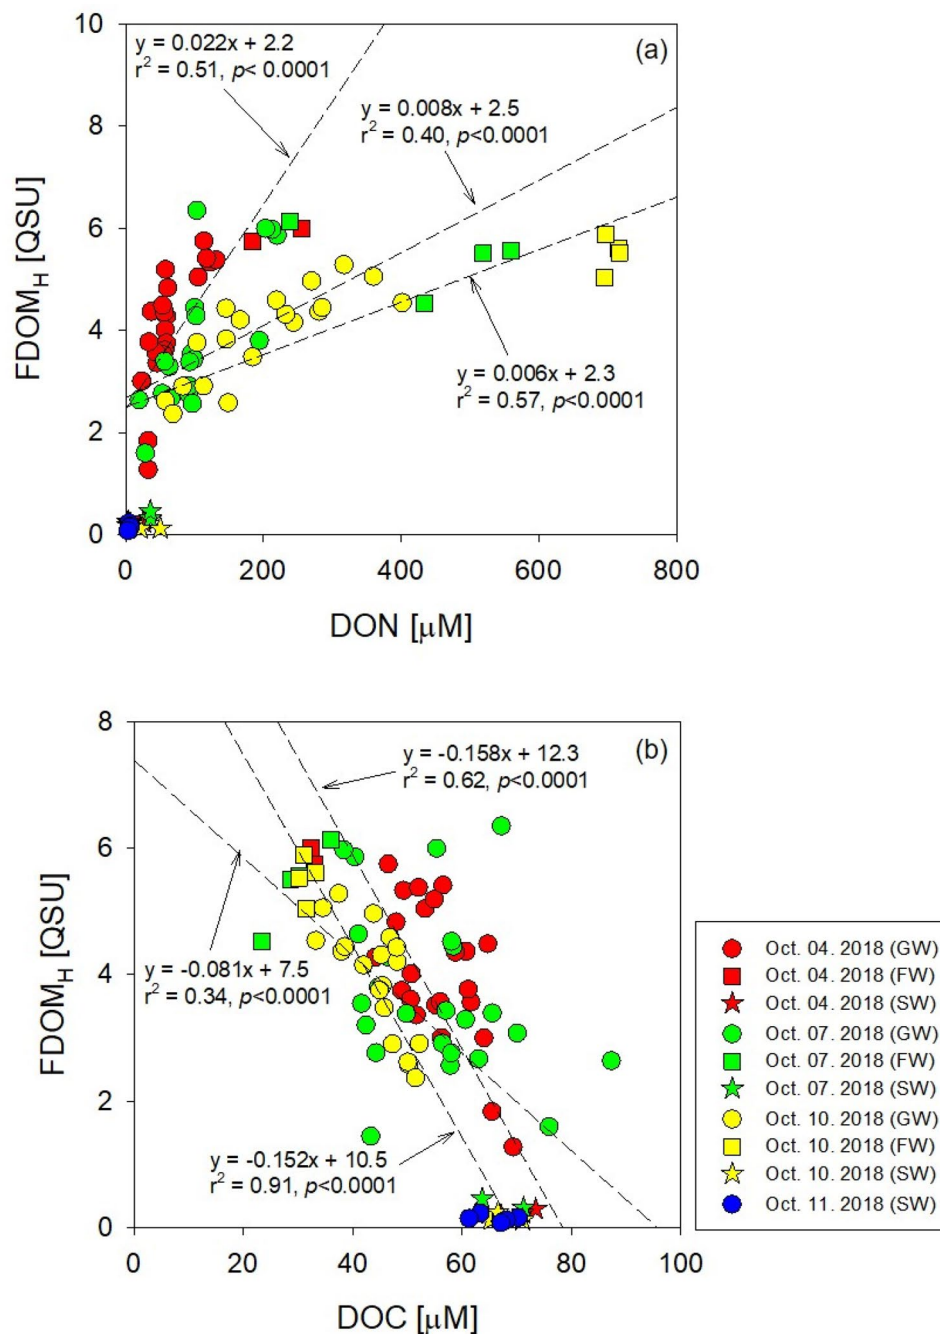 (a)
y = 0.022x + 2.2
r² = 0.51, p< 0.0001
y = 0.008x + 2.5
r² = 0.40, p<0.0001
y = 0.006x + 2.3
r² = 0.57, p<0.0001
FDOM_H [QSU]
10
8
6
4
2
0
0 200 400 600 800
DON [μM]
(b)
y = -0.158x + 12.3
r² = 0.62, p<0.0001
y = -0.081x + 7.5
r² = 0.34, p<0.0001
y = -0.152x + 10.5
r² = 0.91, p<0.0001
FDOM_H [QSU]
8
6
4
2
0
0 20 40 60 80 100
DOC [μM]
Oct. 04. 2018 (GW)
Oct. 04. 2018 (FW)
Oct. 04. 2018 (SW)
Oct. 07. 2018 (GW)
Oct. 07. 2018 (FW)
Oct. 07. 2018 (SW)
Oct. 10. 2018 (GW)
Oct. 10. 2018 (FW)
Oct. 10. 2018 (SW)
Oct. 11. 2018 (SW)